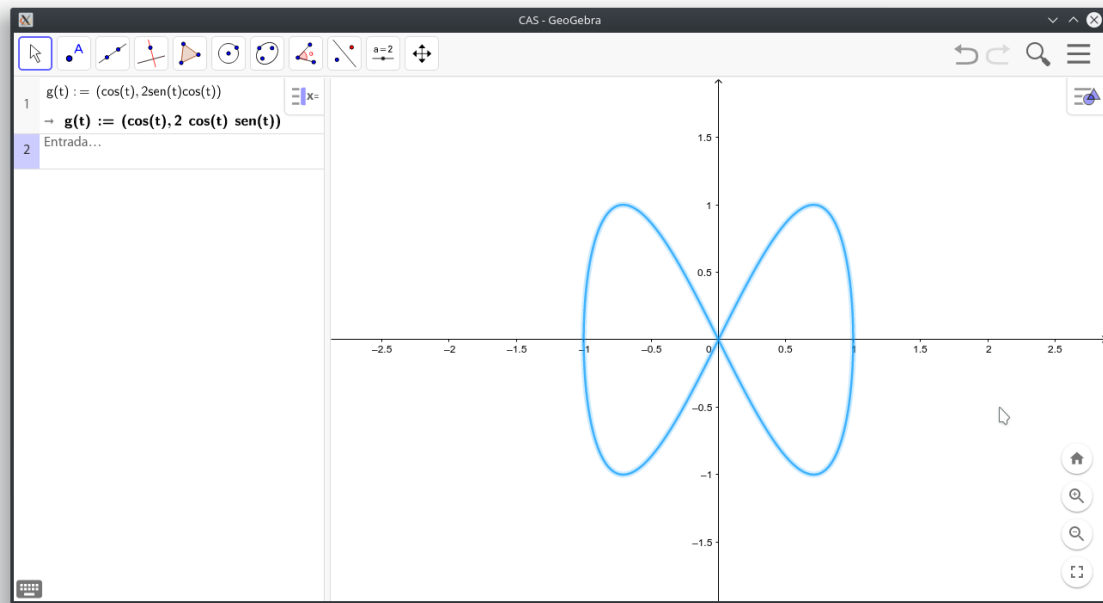 CAS - GeoGebra
A
a=2
1
g(t) := (cos(t), 2sen(t)cos(t))
x=
→ g(t) := (cos(t), 2 cos(t) sen(t))
2
Entrada…
1.5
1
0.5
−2.5 −2 −1.5 −1 −0.5 0 0.5 1 1.5 2 2.5
−0.5
−1
−1.5